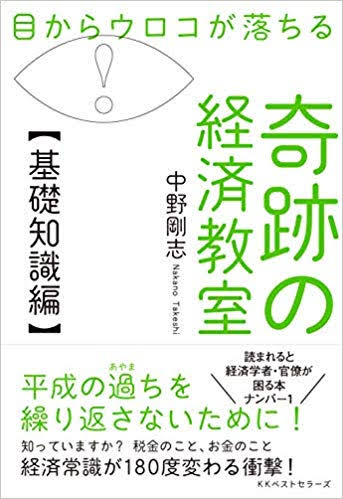 目からウロコが落ちる
奇跡の
経済教室
【基礎知識編】
中野剛志
Nakano Takeshi
読まれると
経済学者・官僚が
困る本
ナンバー1
平成の過ちを
あやま
繰り返さないために!
知っていますか? 税金のこと、お金のこと
経済常識が180度変わる衝撃!
KKベストセラーズ